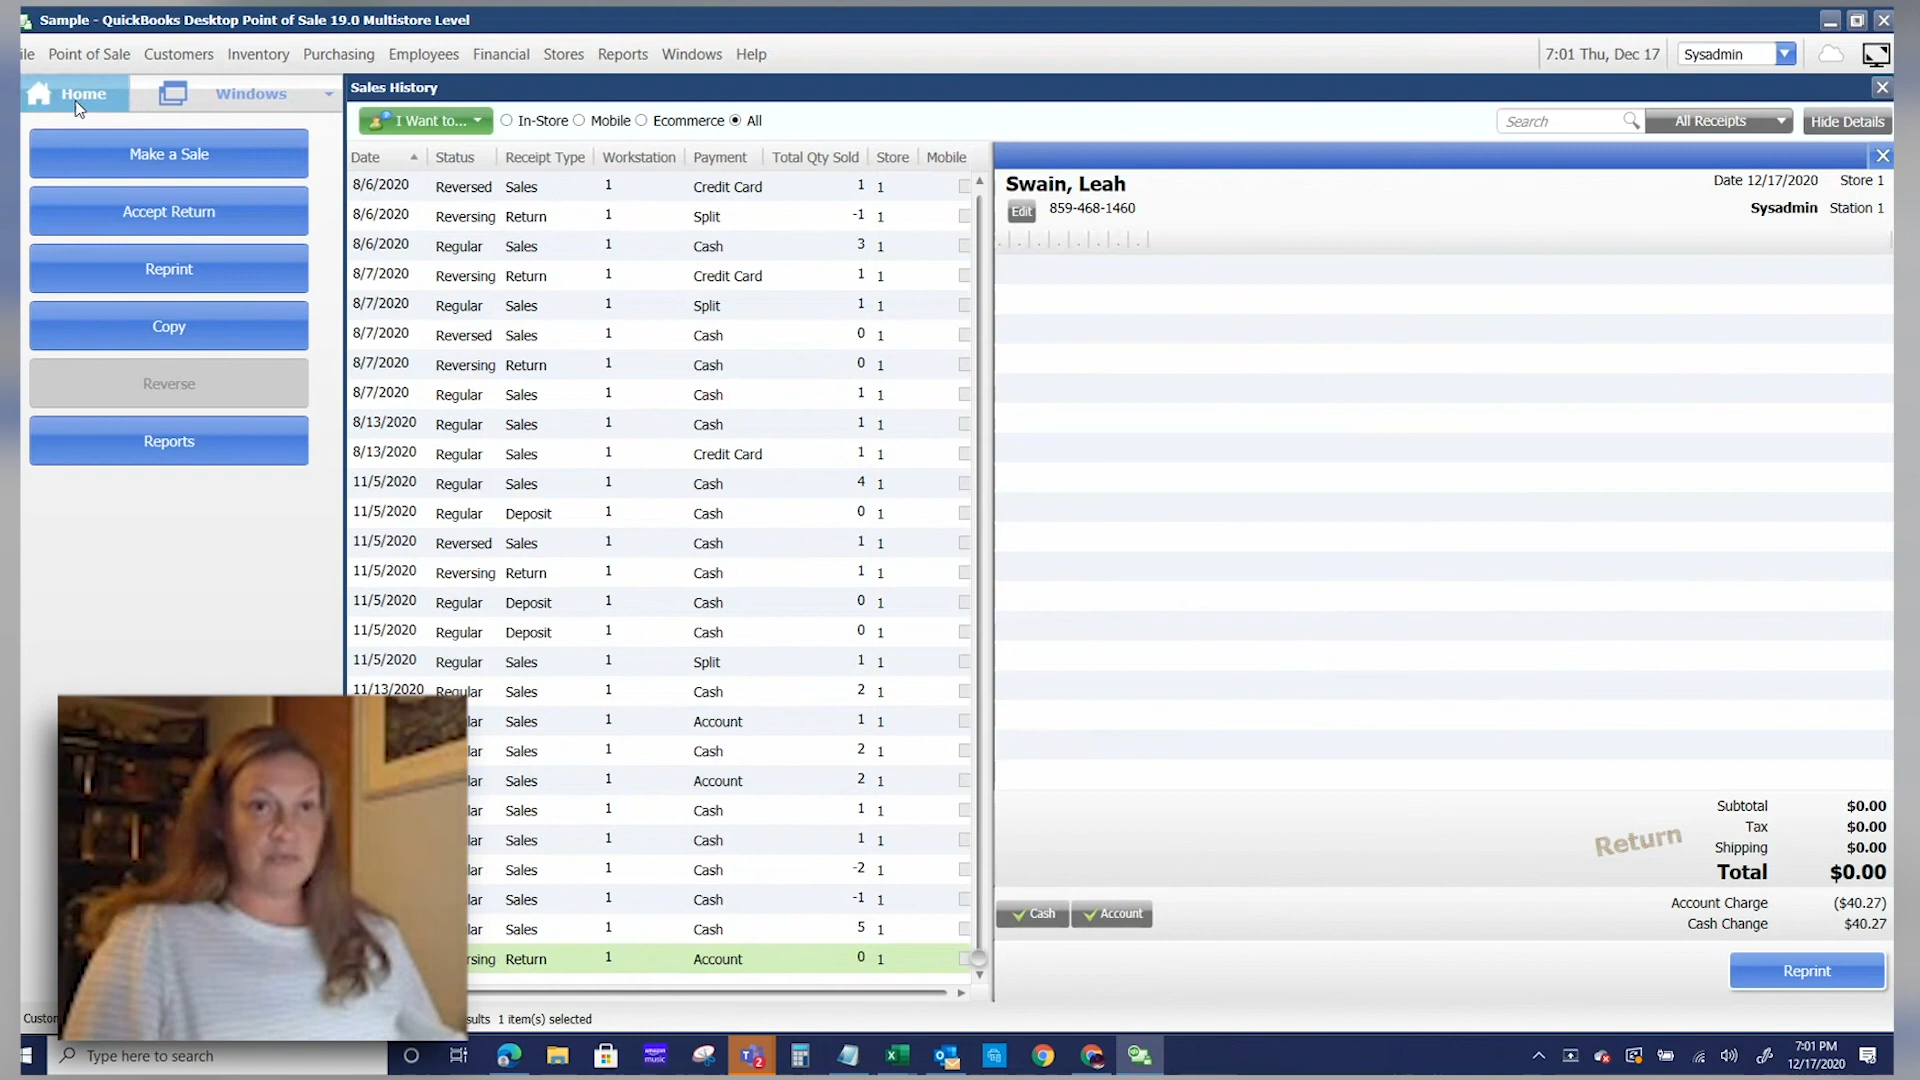 Sample - QuickBooks Desktop Point of Sale 19.0 Multistore Level
ile Point of Sale Customers Inventory Purchasing Employees Financial Stores Reports Windows Help
7:01 Thu, Dec 17 Sysadmin
Home Windows
Sales History
I Want to... In-Store Mobile Ecommerce All
Search All Receipts Hide Details
Make a Sale
Accept Return
Reprint
Copy
Reverse
Reports
Date Status Receipt Type Workstation Payment Total Qty Sold Store Mobile
8/6/2020 Reversed Sales 1 Credit Card 1 1
8/6/2020 Reversing Return 1 Split -1 1
8/6/2020 Regular Sales 1 Cash 3 1
8/7/2020 Reversing Return 1 Credit Card 1 1
8/7/2020 Regular Sales 1 Split 1 1
8/7/2020 Reversed Sales 1 Cash 0 1
8/7/2020 Reversing Return 1 Cash 0 1
8/7/2020 Regular Sales 1 Cash 1 1
8/13/2020 Regular Sales 1 Cash 1 1
8/13/2020 Regular Sales 1 Credit Card 1 1
11/5/2020 Regular Sales 1 Cash 4 1
11/5/2020 Regular Deposit 1 Cash 0 1
11/5/2020 Reversed Sales 1 Cash 1 1
11/5/2020 Reversing Return 1 Cash 1 1
11/5/2020 Regular Deposit 1 Cash 0 1
11/5/2020 Regular Deposit 1 Cash 0 1
11/5/2020 Regular Sales 1 Split 1 1
11/13/2020 Regular Sales 1 Cash 2 1
lar Sales 1 Account 1 1
lar Sales 1 Cash 2 1
lar Sales 1 Account 2 1
lar Sales 1 Cash 1 1
lar Sales 1 Cash 1 1
lar Sales 1 Cash -2 1
lar Sales 1 Cash -1 1
lar Sales 1 Cash 5 1
rsing Return 1 Account 0 1
Custor
sults 1 item(s) selected
Swain, Leah
Edit 859-468-1460
Date 12/17/2020 Store 1
Sysadmin Station 1
Return
Subtotal $0.00
Tax $0.00
Shipping $0.00
Total $0.00
Cash Account
Account Charge ($40.27)
Cash Change $40.27
Reprint
Type here to search
amazon music
2
7:01 PM
12/17/2020